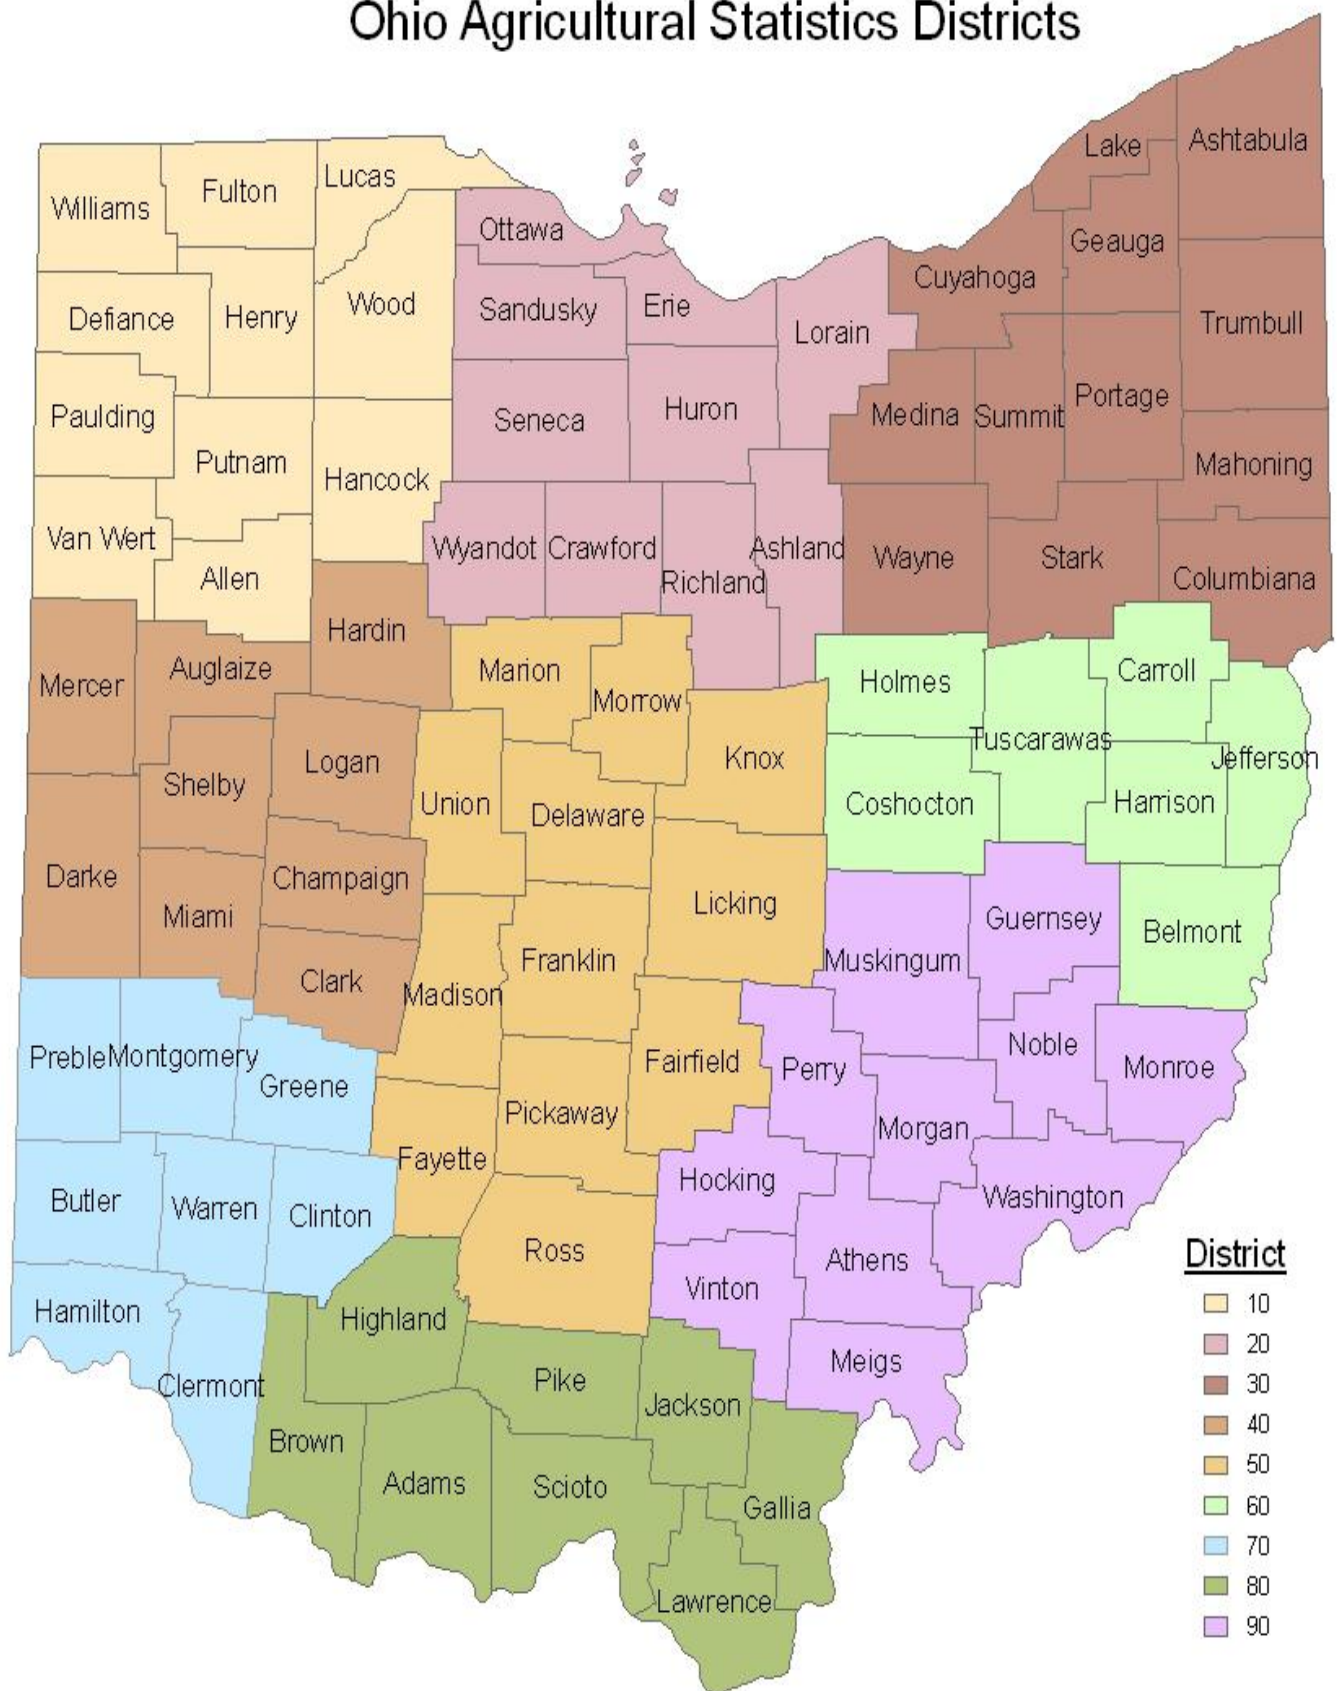 Ohio Agricultural Statistics Districts
Lake
Ashtabula
Williams
Fulton
Lucas
Ottawa
Geauga
Cuyahoga
Defiance
Henry
Wood
Sandusky
Erie
Lorain
Trumbull
Paulding
Seneca
Huron
Medina
Summit
Portage
Putnam
Hancock
Mahoning
Van Wert
Allen
Wyandot
Crawford
Richland
Ashland
Wayne
Stark
Columbiana
Hardin
Mercer
Auglaize
Marion
Morrow
Holmes
Carroll
Tuscarawas
Jefferson
Shelby
Logan
Union
Delaware
Knox
Coshocton
Harrison
Darke
Miami
Champaign
Licking
Guernsey
Belmont
Clark
Madison
Franklin
Muskingum
Preble
Montgomery
Greene
Fairfield
Perry
Noble
Monroe
Pickaway
Morgan
Fayette
Hocking
Washington
Butler
Warren
Clinton
Ross
Athens
Vinton
Hamilton
Highland
Meigs
Clermont
Pike
Jackson
Brown
Adams
Scioto
Gallia
Lawrence
District
10
20
30
40
50
60
70
80
90